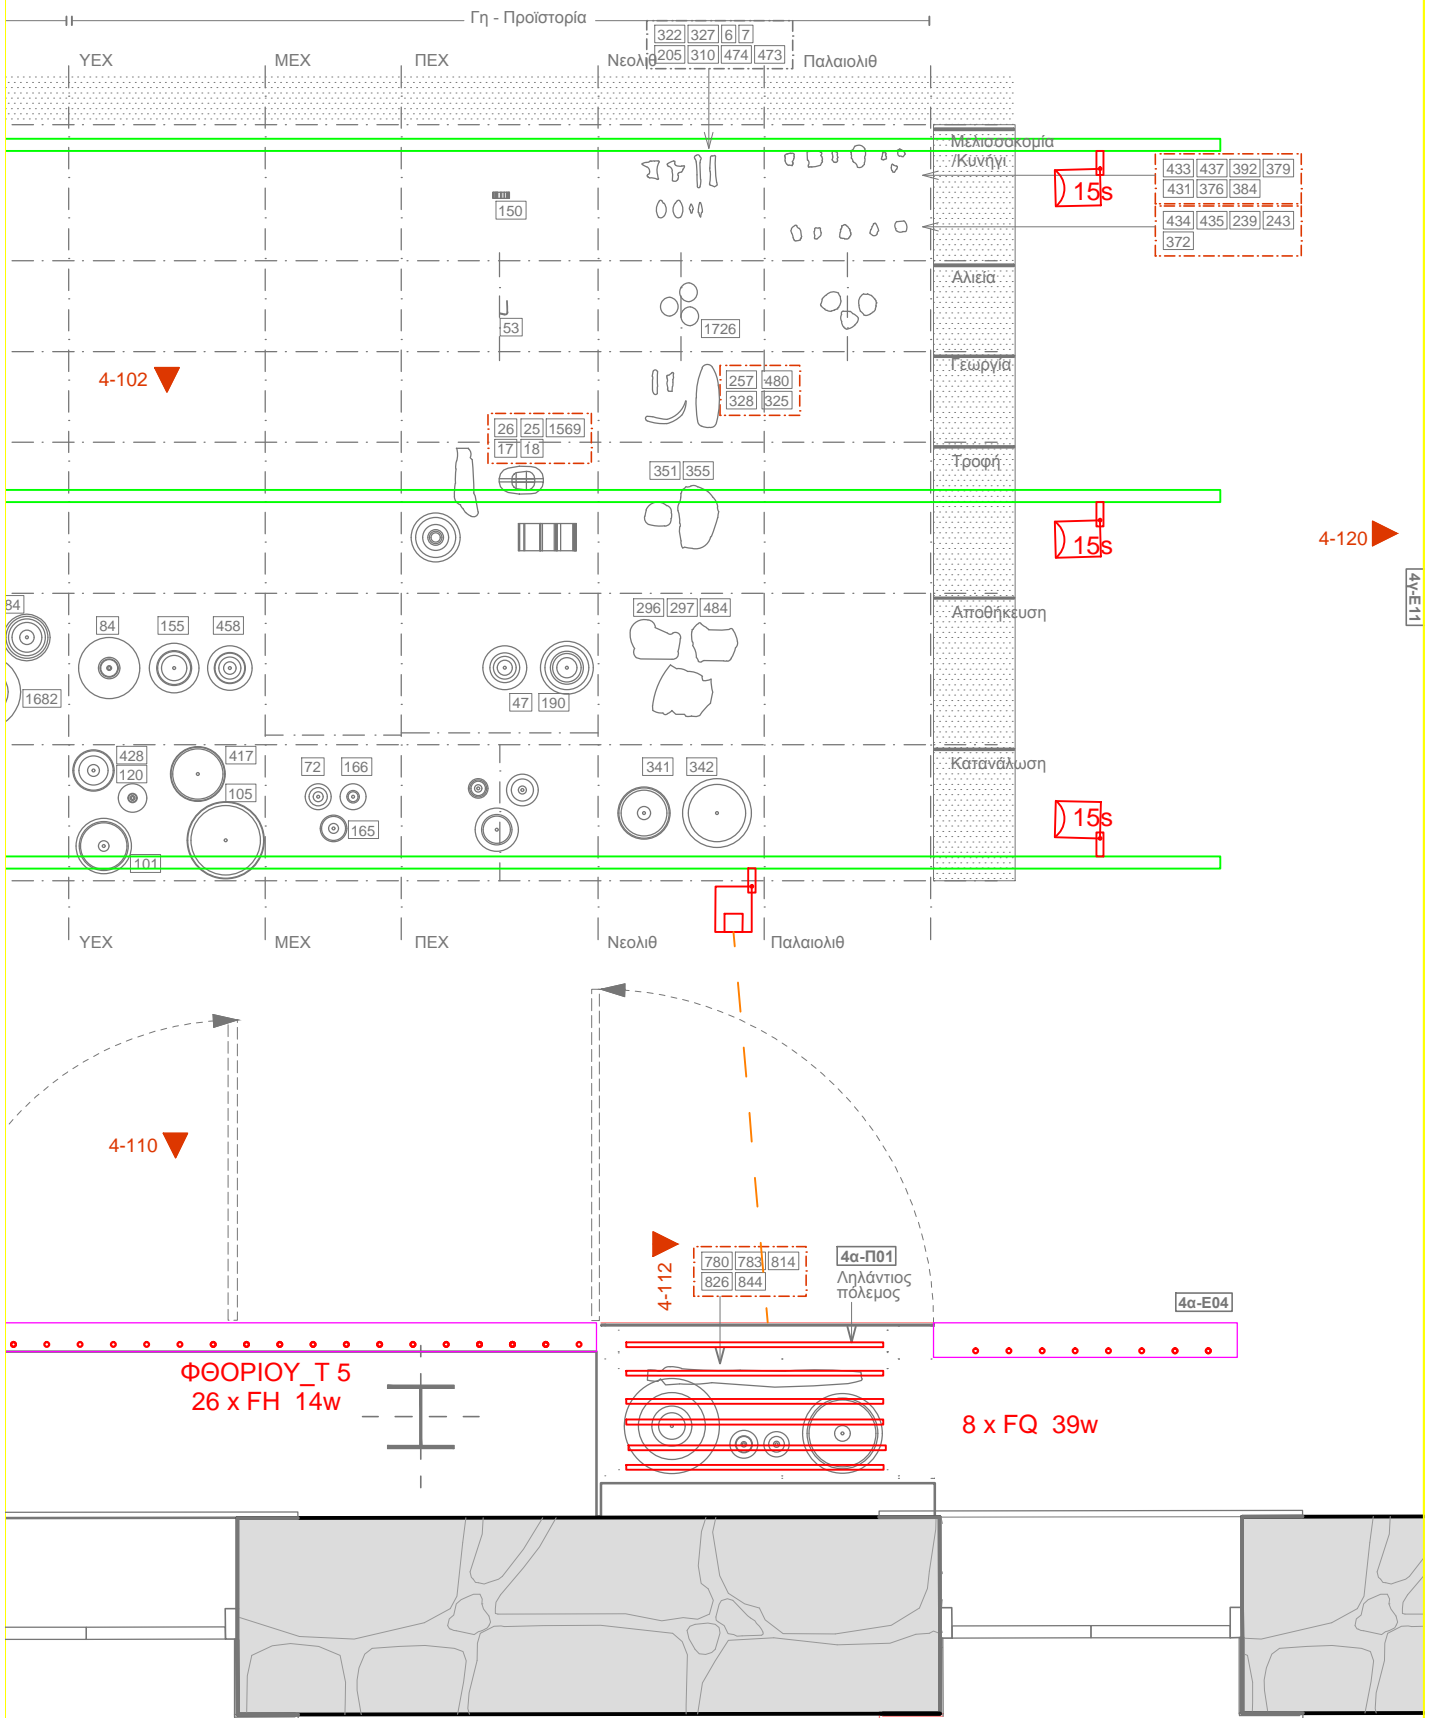 Γη - Προϊστορία
322 327 6 7
205 310 474 473
ΥΕΧ ΜΕΧ ΠΕΧ Νεολιθ Παλαιολιθ
Μελισσοκομία
/Κυνήγι
15s
433 437 392 379
431 376 384
434 435 239 243
372
150
Αλιεία
53
1726
Γεωργία
4-102
257 480
328 325
26 25 1569
17 18
Τροφή
351 355
15s
4-120
4γ-Ε11
Αποθήκευση
84
84 155 458
296 297 484
1682
47 190
Κατανάλωση
428
120
417
105
101
72 166
165
341 342
15s
ΥΕΧ ΜΕΧ ΠΕΧ Νεολιθ Παλαιολιθ
4-110
4-112
780 783 814
826 844
4α-Π01
Ληλάντιος
πόλεμος
4α-Ε04
ΦΘΟΡΙΟΥ_Τ 5
26 x FH 14w
8 x FQ 39w